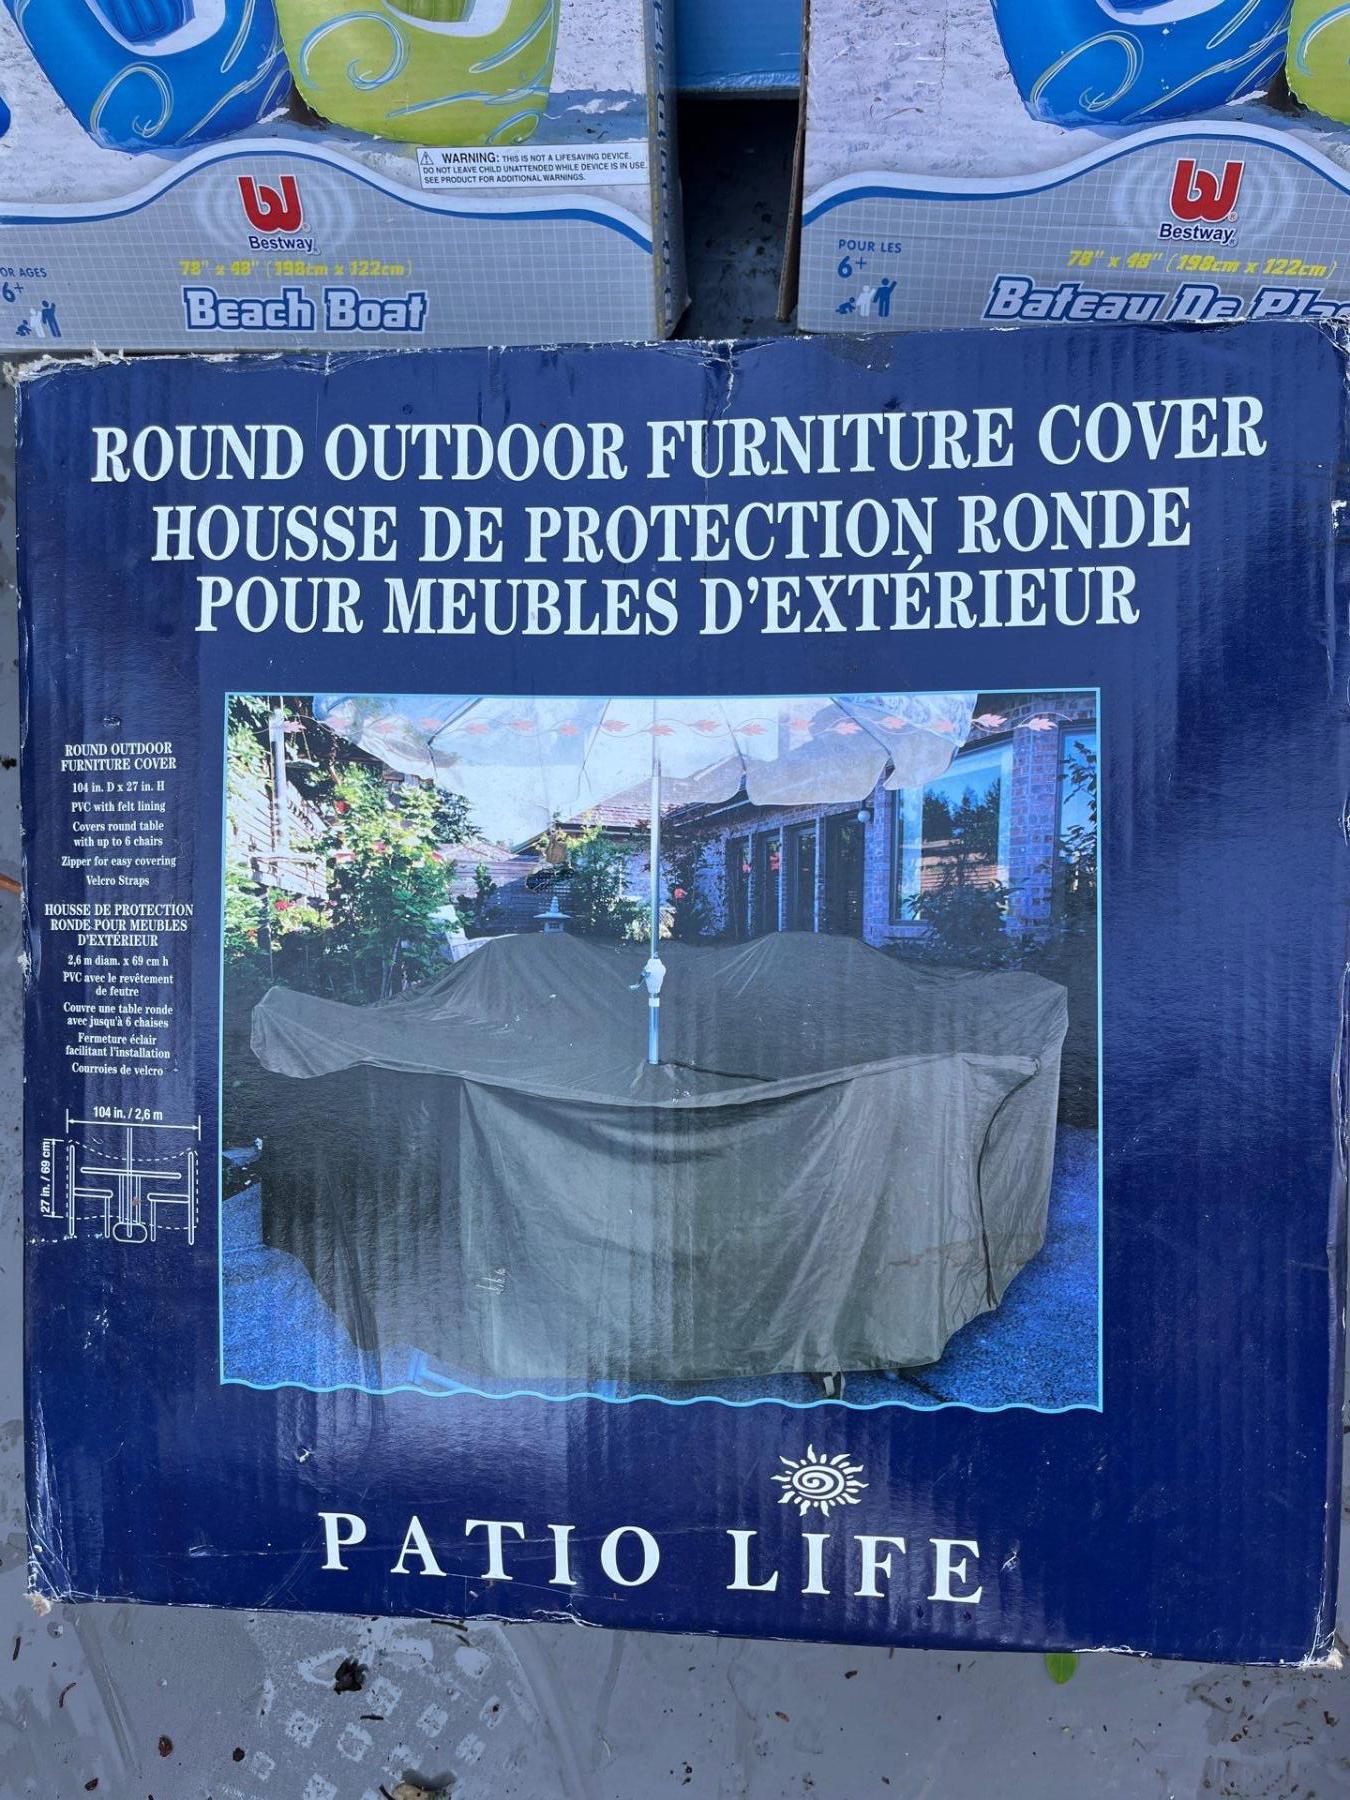 WARNING: THIS IS NOT A LIFESAVING DEVICE.
DO NOT LEAVE CHILD UNATTENDED WHILE DEVICE IS IN USE.
SEE PRODUCT FOR ADDITIONAL WARNINGS.
Bestway
OR AGES
6+
78" x 48" (198cm x 122cm)
Beach Boat
Bestway
POUR LES
6+
78" x 48" (198cm x 122cm)
Bateau De Pla
ROUND OUTDOOR FURNITURE COVER
HOUSSE DE PROTECTION RONDE
POUR MEUBLES D'EXTÉRIEUR
ROUND OUTDOOR
FURNITURE COVER
104 in. D x 27 in. H
PVC with felt lining
Covers round table
with up to 6 chairs
Zipper for easy covering
Velcro Straps
HOUSSE DE PROTECTION
RONDE POUR MEUBLES
D'EXTÉRIEUR
2,6 m diam. x 69 cm h
PVC avec le revêtement
de feutre
Couvre une table ronde
avec jusqu'à 6 chaises
Fermeture éclair
facilitant l'installation
Courroies de velcro
104 in. / 2,6 m
27 in. / 69 cm
PATIO LIFE